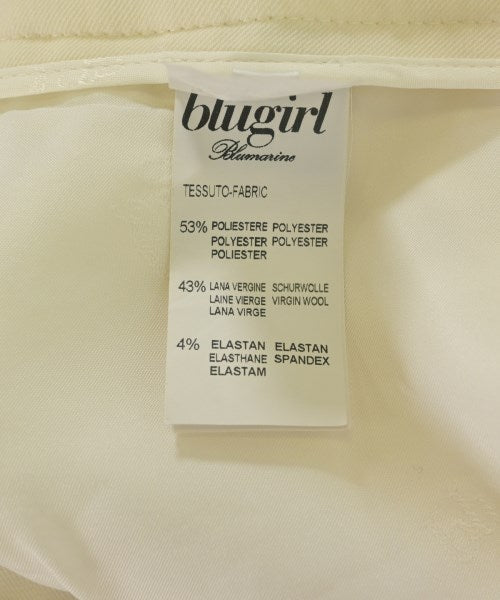 blugirl
Blumarine
TESSUTO-FABRIC
53% POLIESTERE POLYESTER
POLYESTER POLYESTER
POLIESTER
43% LANA VERGINE SCHURWOLLE
LAINE VIERGE VIRGIN WOOL
LANA VIRGE
4% ELASTAN ELASTAN
ELASTHANE SPANDEX
ELASTAM